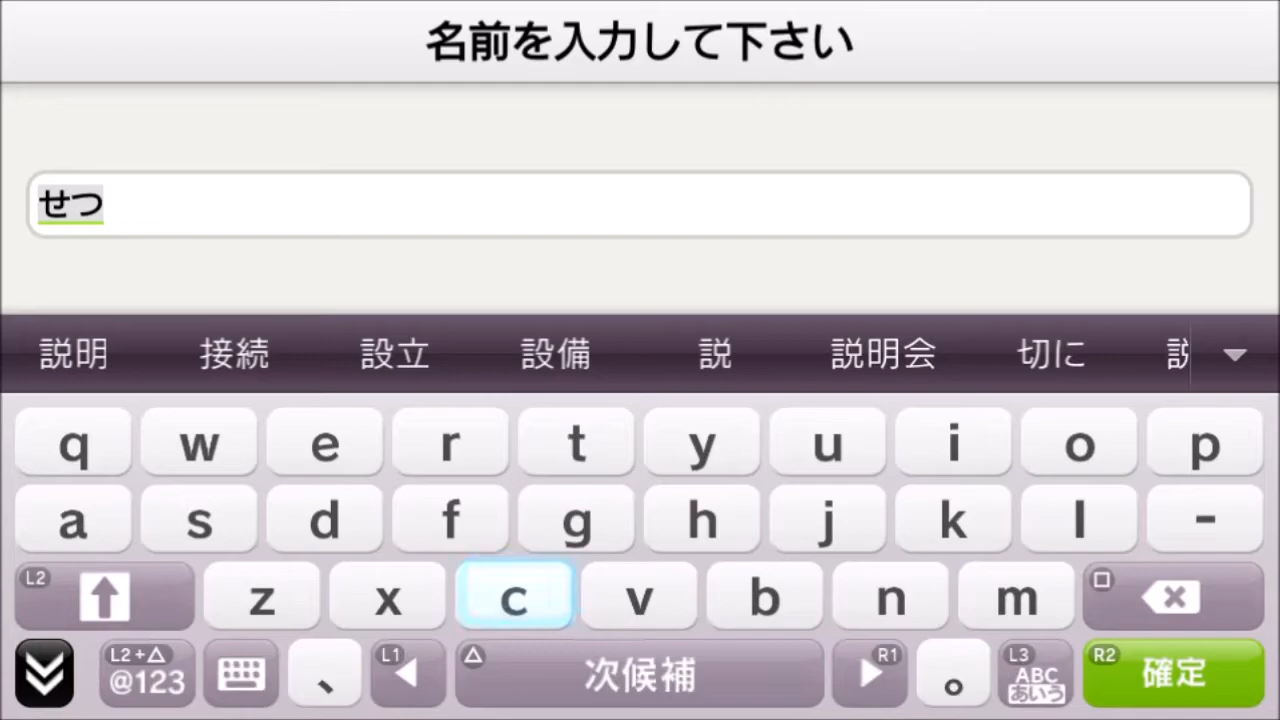 名前を入力して下さい
せつ
説明 接続 設立 設備 説 説明会 切に
q w e r t y u i o p
a s d f g h j k l -
L2 z x c v b n m
L2+△ @123 、 L1 △ 次候補 R1 。 L3 ABC あいう R2 確定